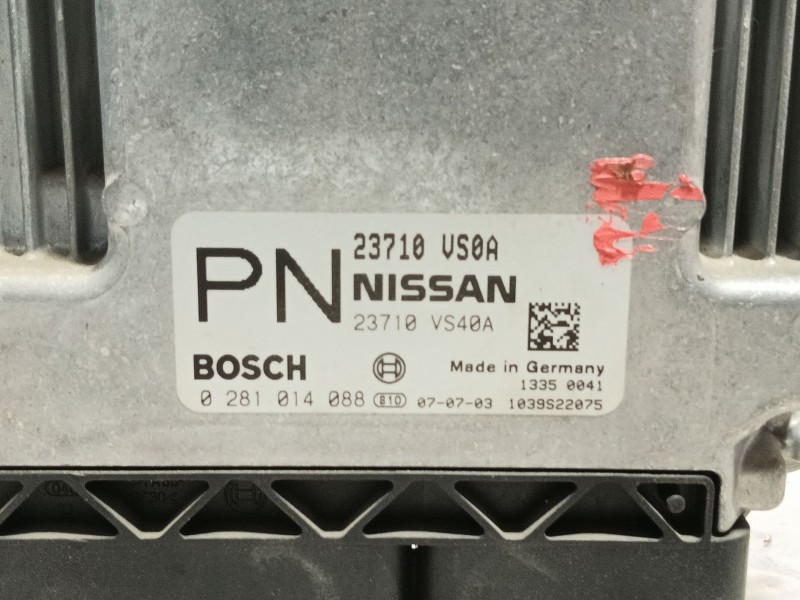 PN
23710 VS0A
NISSAN
23710 VS40A
BOSCH
Made in Germany
1335 0041
0 281 014 088 810 07-07-03 1039S22075